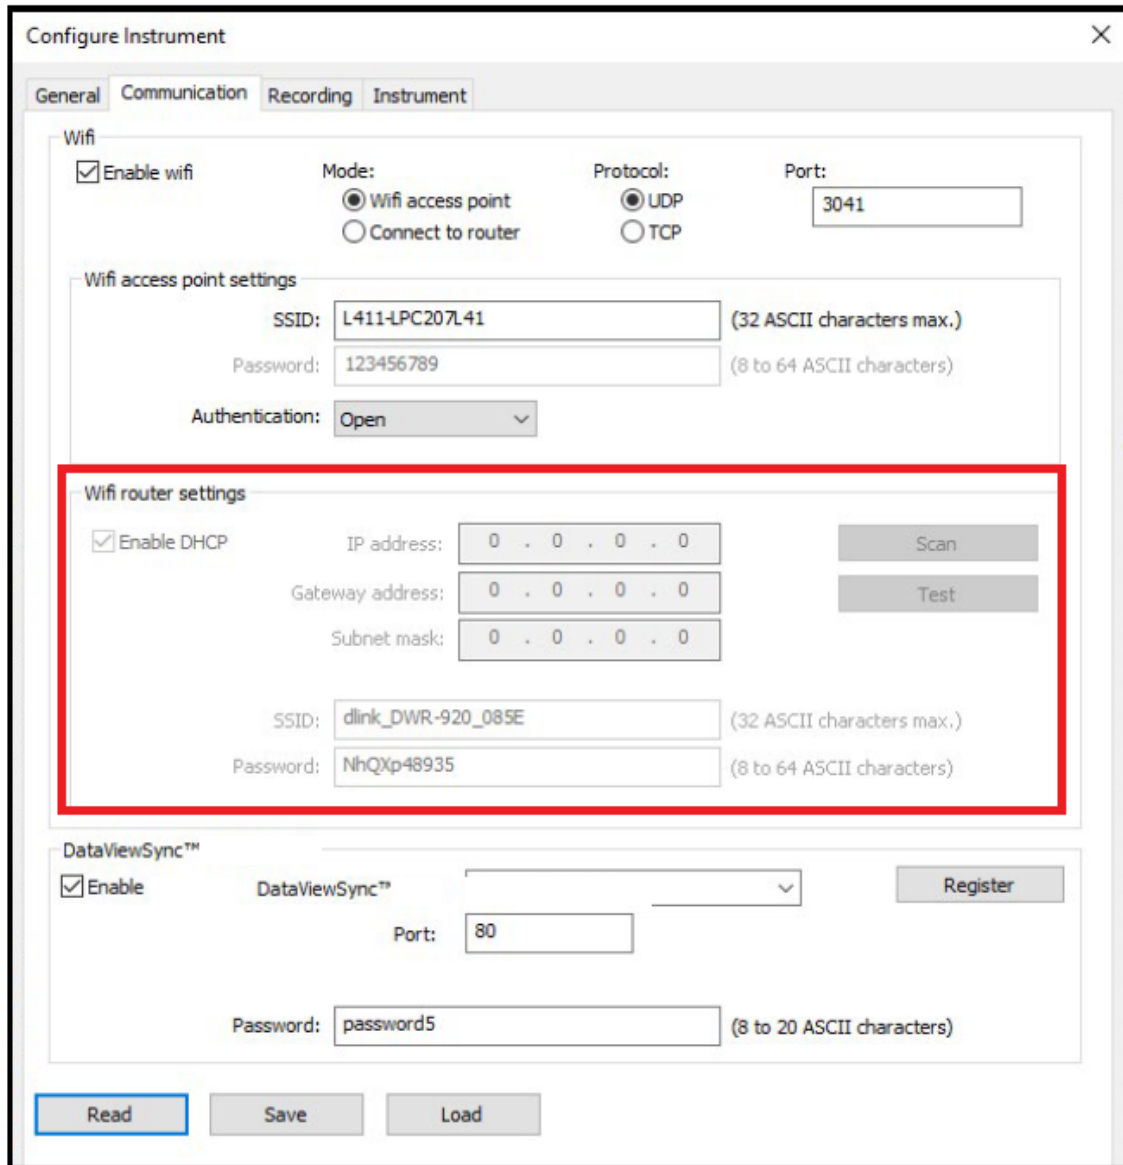 Configure Instrument
General Communication Recording Instrument
Wifi
Enable wifi Mode: Protocol: Port:
Wifi access point UDP 3041
Connect to router TCP
Wifi access point settings
SSID: L411-LPC207L41 (32 ASCII characters max.)
Password: 123456789 (8 to 64 ASCII characters)
Authentication: Open
Wifi router settings
Enable DHCP IP address: 0 . 0 . 0 . 0 Scan
Gateway address: 0 . 0 . 0 . 0 Test
Subnet mask: 0 . 0 . 0 . 0
SSID: dlink_DWR-920_085E (32 ASCII characters max.)
Password: NhQXp48935 (8 to 64 ASCII characters)
DataViewSync™
Enable DataViewSync™ Register
Port: 80
Password: password5 (8 to 20 ASCII characters)
Read Save Load